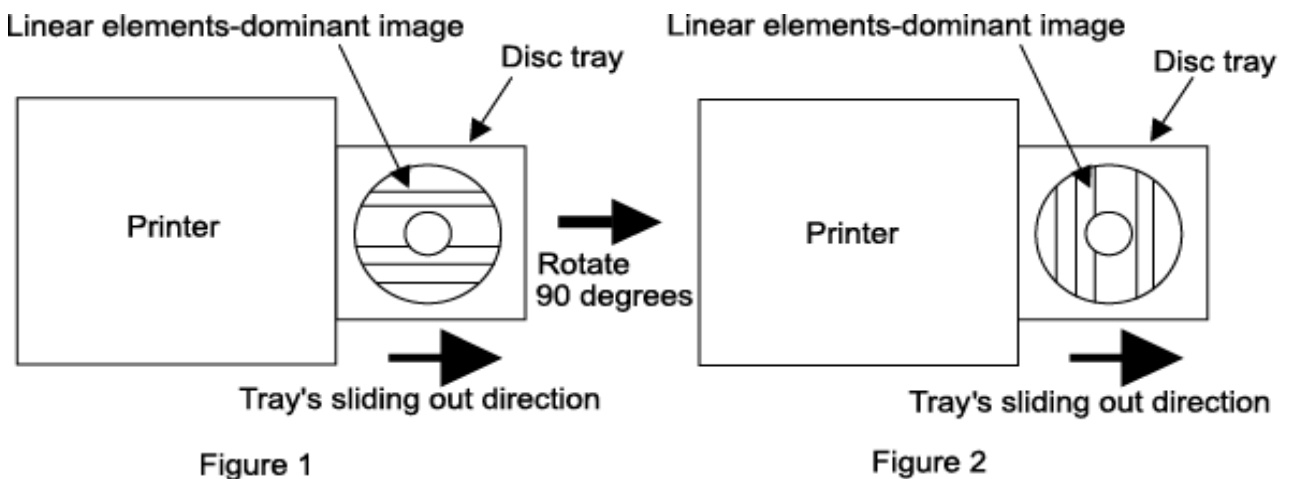 Linear elements-dominant image
Disc tray
Printer
Rotate
90 degrees
Tray's sliding out direction
Figure 1
Linear elements-dominant image
Disc tray
Printer
Tray's sliding out direction
Figure 2